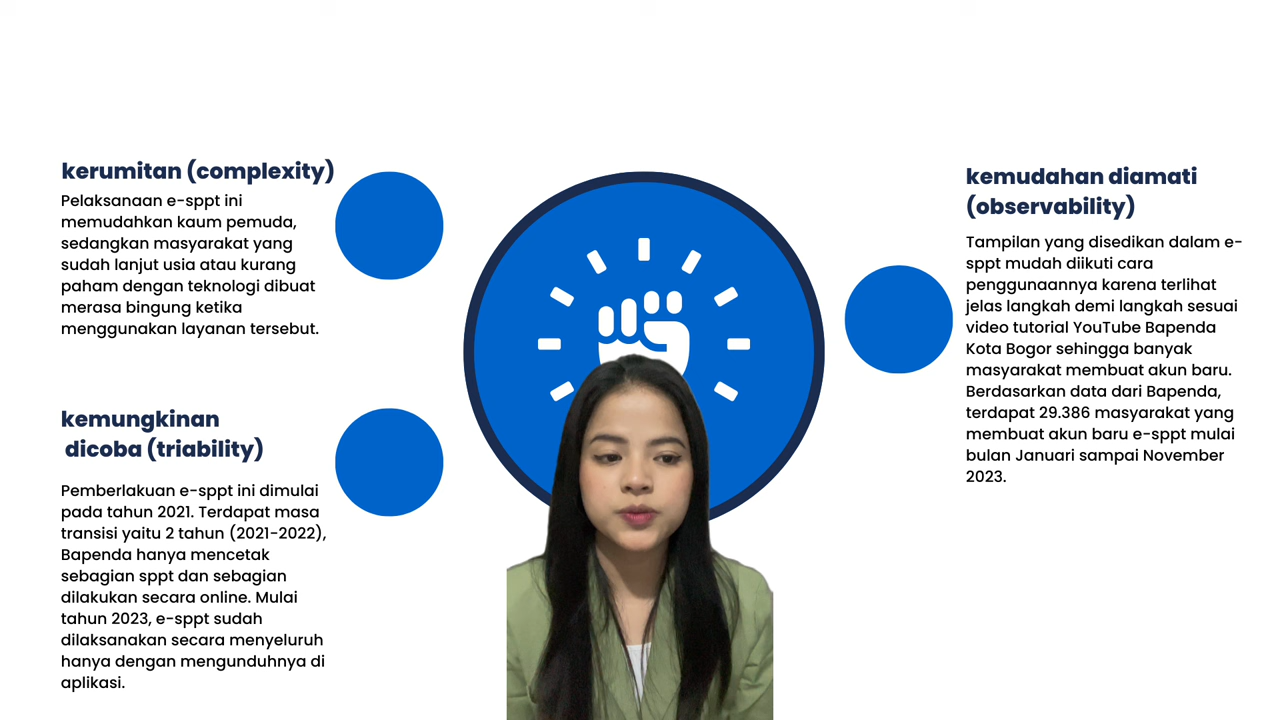 kerumitan (complexity)
Pelaksanaan e-sppt ini
memudahkan kaum pemuda,
sedangkan masyarakat yang
sudah lanjut usia atau kurang
paham dengan teknologi dibuat
merasa bingung ketika
menggunakan layanan tersebut.
kemungkinan
dicoba (triability)
Pemberlakuan e-sppt ini dimulai
pada tahun 2021. Terdapat masa
transisi yaitu 2 tahun (2021-2022),
Bapenda hanya mencetak
sebagian sppt dan sebagian
dilakukan secara online. Mulai
tahun 2023, e-sppt sudah
dilaksanakan secara menyeluruh
hanya dengan mengunduhnya di
aplikasi.
kemudahan diamati
(observability)
Tampilan yang disedikan dalam e-
sppt mudah diikuti cara
penggunaannya karena terlihat
jelas langkah demi langkah sesuai
video tutorial YouTube Bapenda
Kota Bogor sehingga banyak
masyarakat membuat akun baru.
Berdasarkan data dari Bapenda,
terdapat 29.386 masyarakat yang
membuat akun baru e-sppt mulai
bulan Januari sampai November
2023.